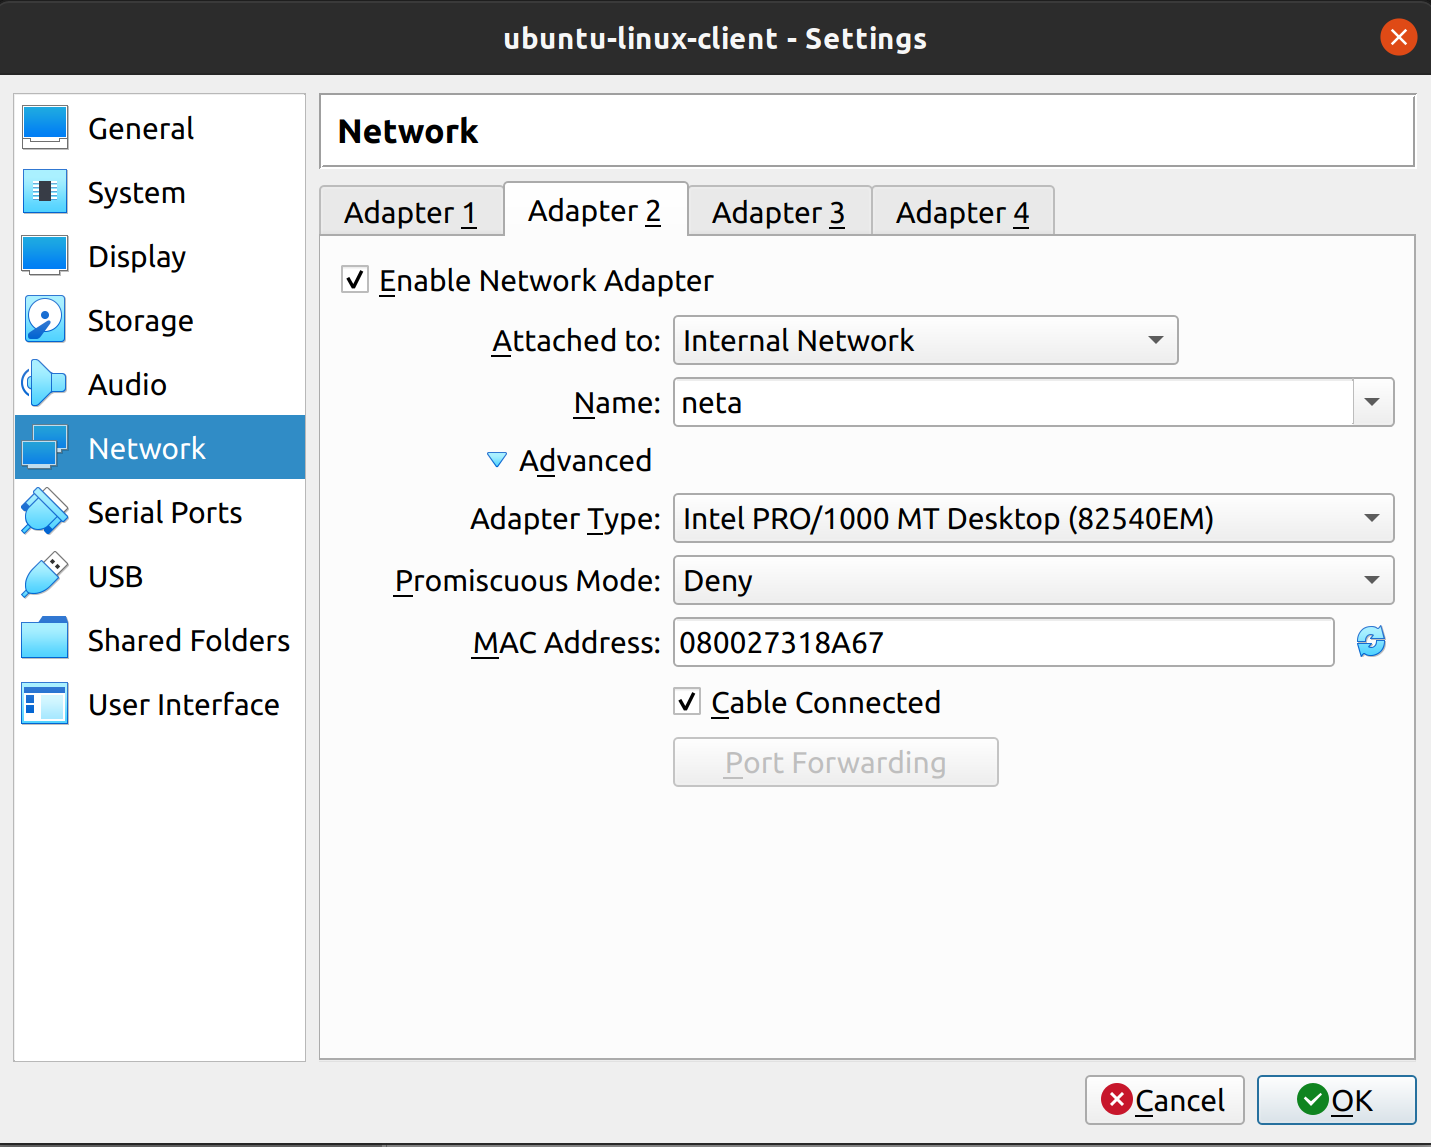 ubuntu-linux-client - Settings
General
System
Display
Storage
Audio
Network
Serial Ports
USB
Shared Folders
User Interface
Network
Adapter 1
Adapter 2
Adapter 3
Adapter 4
Enable Network Adapter
Attached to: Internal Network
Name: neta
Advanced
Adapter Type: Intel PRO/1000 MT Desktop (82540EM)
Promiscuous Mode: Deny
MAC Address: 080027318A67
Cable Connected
Port Forwarding
Cancel
OK